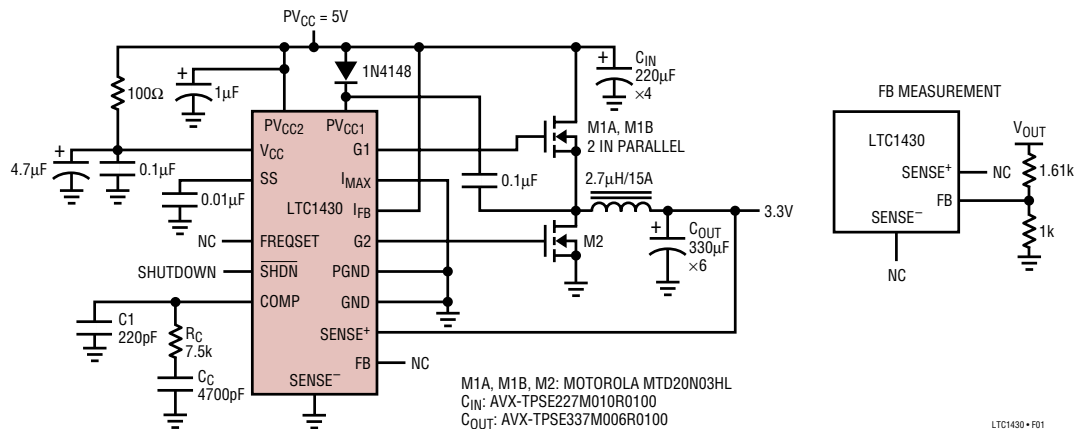 PVCC = 5V
100Ω
+
1µF
1N4148
+
CIN
220µF
×4
PVCC2
PVCC1
4.7µF
+
0.1µF
VCC
G1
M1A, M1B
2 IN PARALLEL
SS
0.01µF
IMAX
0.1µF
2.7µH/15A
LTC1430
IFB
3.3V
NC
FREQSET
G2
M2
+
COUT
330µF
×6
SHUTDOWN
SHDN
PGND
COMP
GND
C1
220pF
RC
7.5k
SENSE+
CC
4700pF
FB
NC
SENSE−
M1A, M1B, M2: MOTOROLA MTD20N03HL
CIN: AVX-TPSE227M010R0100
COUT: AVX-TPSE337M006R0100
FB MEASUREMENT
LTC1430
VOUT
SENSE+
NC
1.61k
FB
SENSE−
1k
NC
LTC1430 • F01